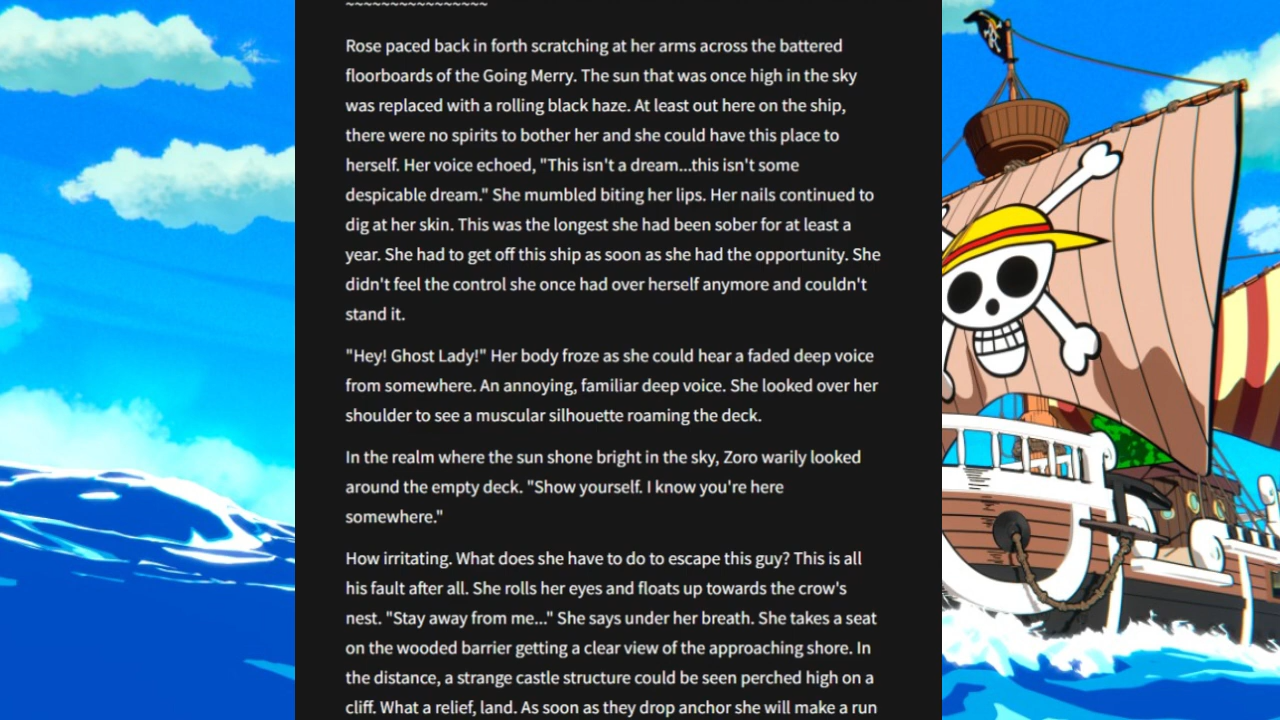 ~~~~~~~~~~~~~~~~
Rose paced back in forth scratching at her arms across the battered
floorboards of the Going Merry. The sun that was once high in the sky
was replaced with a rolling black haze. At least out here on the ship,
there were no spirits to bother her and she could have this place to
herself. Her voice echoed, "This isn't a dream...this isn't some
despicable dream." She mumbled biting her lips. Her nails continued to
dig at her skin. This was the longest she had been sober for at least a
year. She had to get off this ship as soon as she had the opportunity. She
didn't feel the control she once had over herself anymore and couldn't
stand it.
"Hey! Ghost Lady!" Her body froze as she could hear a faded deep voice
from somewhere. An annoying, familiar deep voice. She looked over her
shoulder to see a muscular silhouette roaming the deck.
In the realm where the sun shone bright in the sky, Zoro warily looked
around the empty deck. "Show yourself. I know you're here
somewhere."
How irritating. What does she have to do to escape this guy? This is all
his fault after all. She rolls her eyes and floats up towards the crow's
nest. "Stay away from me..." She says under her breath. She takes a seat
on the wooded barrier getting a clear view of the approaching shore. In
the distance, a strange castle structure could be seen perched high on a
cliff. What a relief, land. As soon as they drop anchor she will make a run